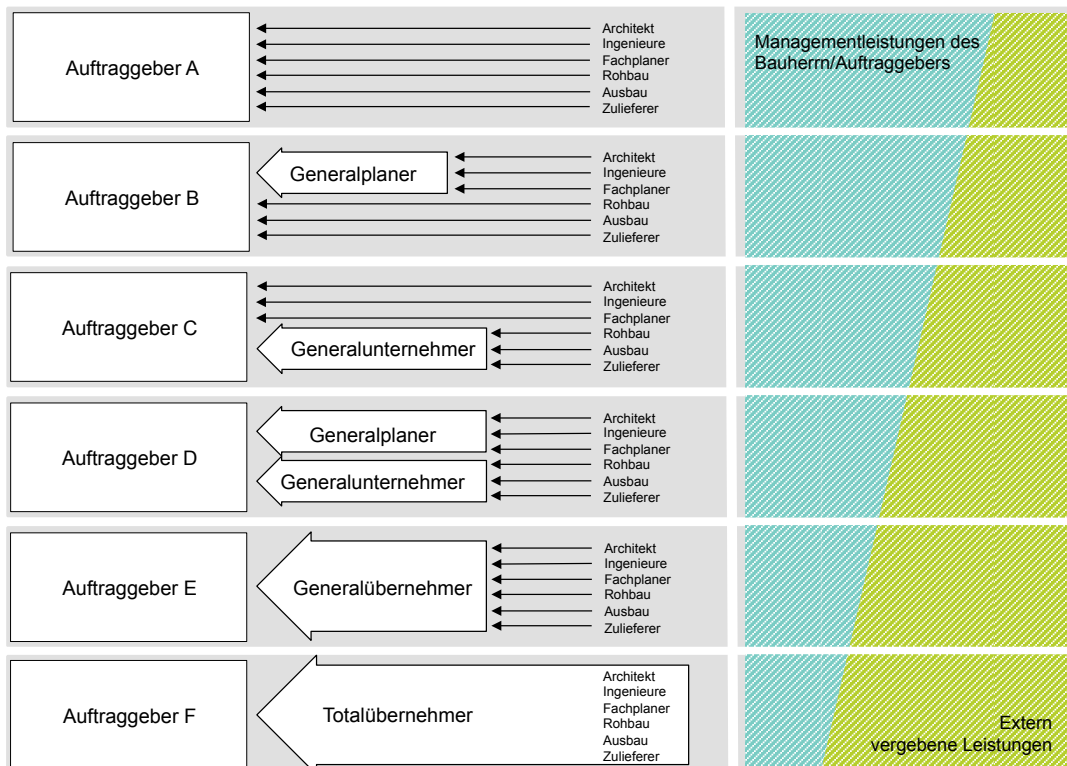 Auftraggeber A
Architekt
Ingenieure
Fachplaner
Rohbau
Ausbau
Zulieferer
Managementleistungen des
Bauherrn/Auftraggebers
Auftraggeber B
Generalplaner
Architekt
Ingenieure
Fachplaner
Rohbau
Ausbau
Zulieferer
Auftraggeber C
Architekt
Ingenieure
Fachplaner
Generalunternehmer
Rohbau
Ausbau
Zulieferer
Auftraggeber D
Generalplaner
Architekt
Ingenieure
Fachplaner
Generalunternehmer
Rohbau
Ausbau
Zulieferer
Auftraggeber E
Generalübernehmer
Architekt
Ingenieure
Fachplaner
Rohbau
Ausbau
Zulieferer
Auftraggeber F
Totalübernehmer
Architekt
Ingenieure
Fachplaner
Rohbau
Ausbau
Zulieferer
Extern
vergebene Leistungen